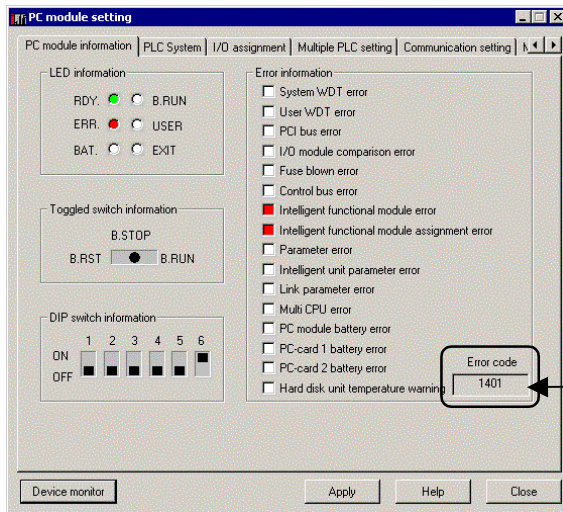 PC module setting
PC module information PLC System I/O assignment Multiple PLC setting Communication setting
LED information
RDY. B.RUN
ERR. USER
BAT. EXIT
Toggled switch information
B.STOP
B.RST B.RUN
DIP switch information
1 2 3 4 5 6
ON
OFF
Error information
System WDT error
User WDT error
PCI bus error
I/O module comparison error
Fuse blown error
Control bus error
Intelligent functional module error
Intelligent functional module assignment error
Parameter error
Intelligent unit parameter error
Link parameter error
Multi CPU error
PC module battery error
PC-card 1 battery error
PC-card 2 battery error
Hard disk unit temperature warning
Error code
1401
Device monitor Apply Help Close